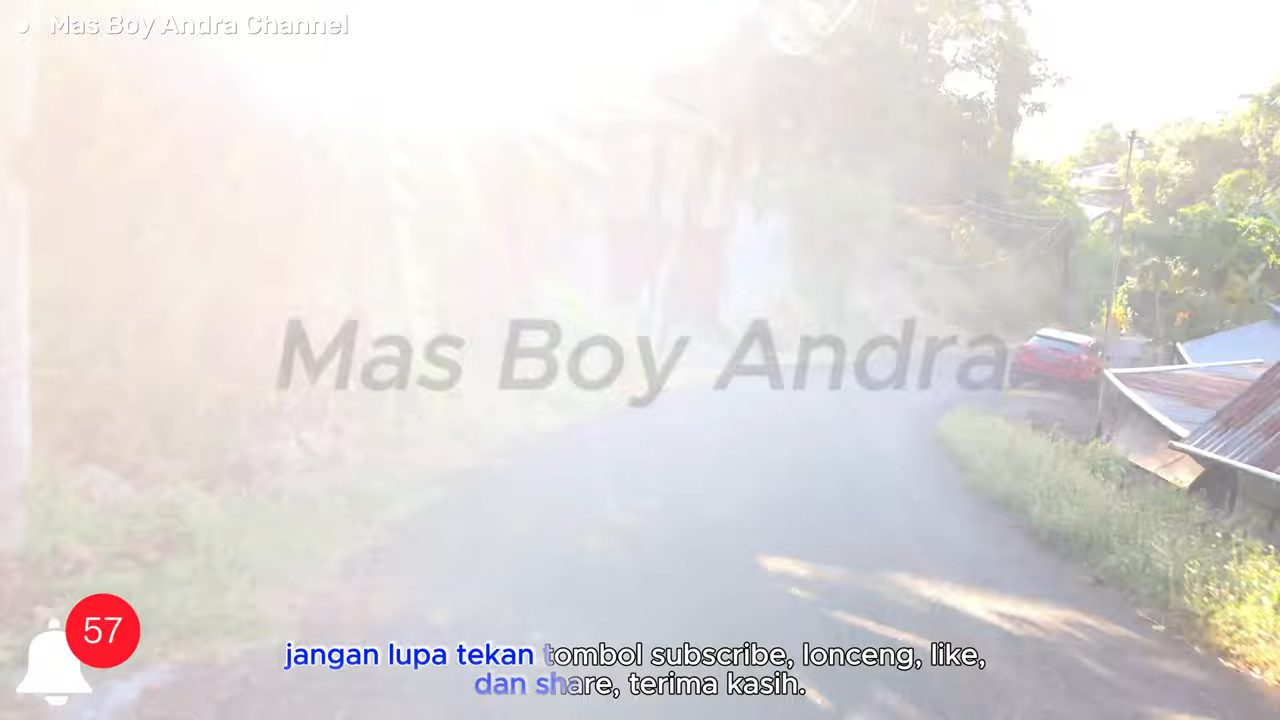 Mas Boy Andra Channel
Mas Boy Andra
57
jangan lupa tekan tombol subscribe, lonceng, like,
dan share, terima kasih.